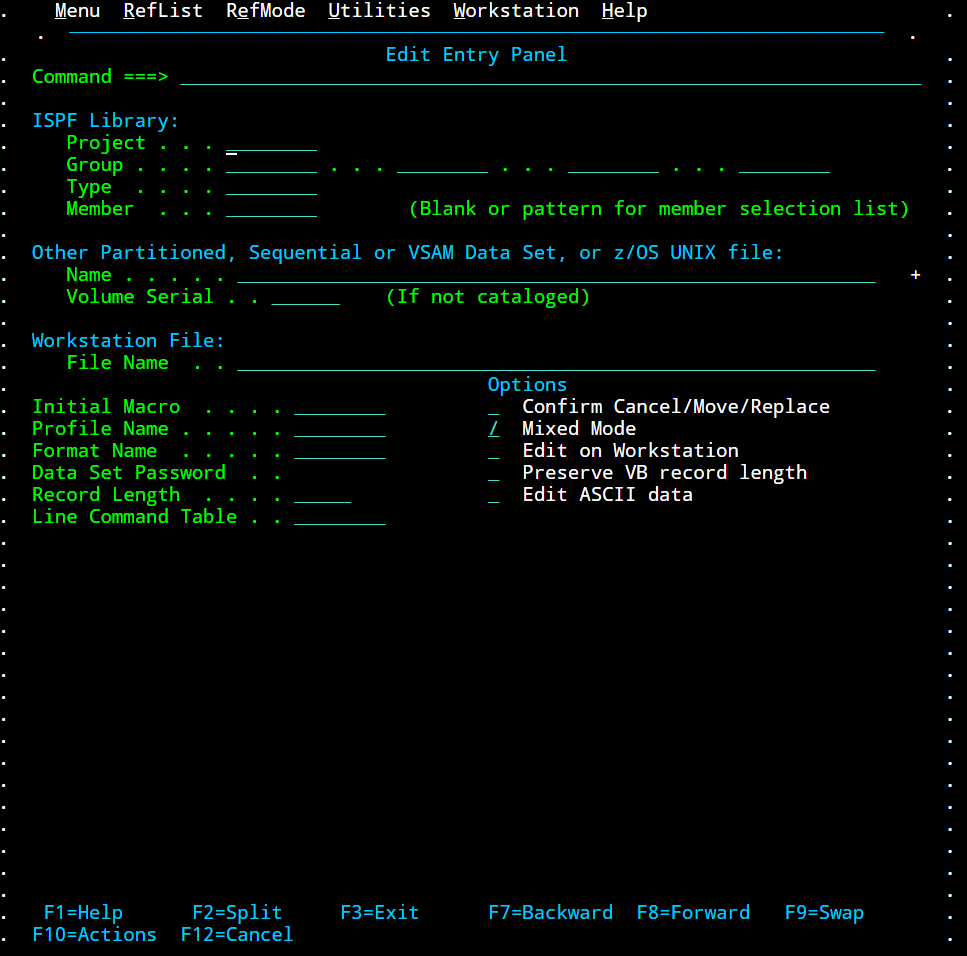 Menu RefList RefMode Utilities Workstation Help
Edit Entry Panel
Command ===>
ISPF Library:
Project . . .
Group . . . . . . . . . . . . .
Type . . . .
Member . . . (Blank or pattern for member selection list)
Other Partitioned, Sequential or VSAM Data Set, or z/OS UNIX file:
Name . . . . . +
Volume Serial . . (If not cataloged)
Workstation File:
File Name . .
Options
Initial Macro . . . . _ Confirm Cancel/Move/Replace
Profile Name . . . . . / Mixed Mode
Format Name . . . . . _ Edit on Workstation
Data Set Password . . _ Preserve VB record length
Record Length . . . . _ Edit ASCII data
Line Command Table . .
F1=Help F2=Split F3=Exit F7=Backward F8=Forward F9=Swap
F10=Actions F12=Cancel